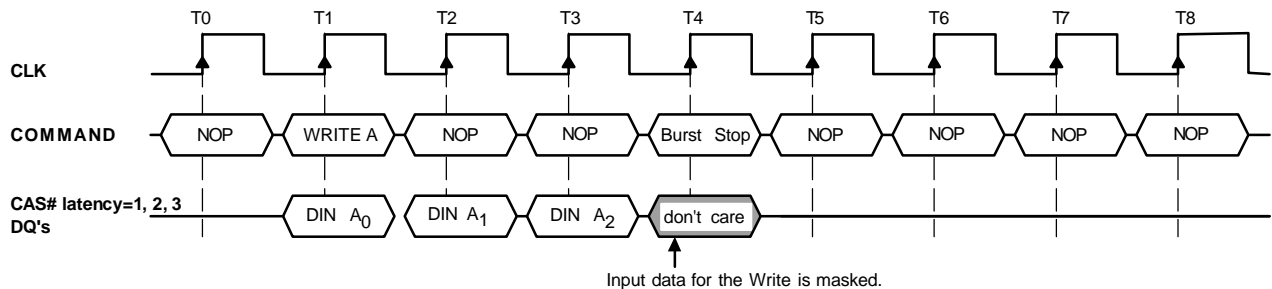 T0 T1 T2 T3 T4 T5 T6 T7 T8
CLK
COMMAND NOP WRITE A NOP NOP Burst Stop NOP NOP NOP NOP
CAS# latency=1, 2, 3
DQ's DIN A0 DIN A1 DIN A2 don't care
Input data for the Write is masked.